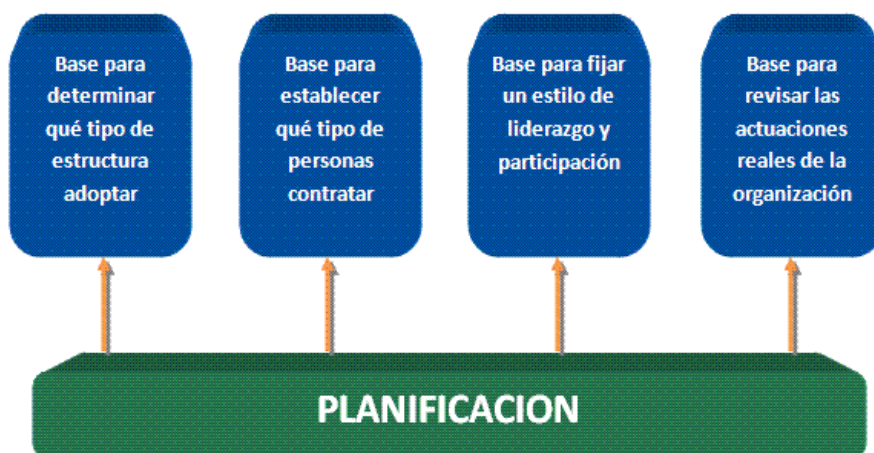 Base para
determinar
qué tipo de
estructura
adoptar
Base para
establecer
qué tipo de
personas
contratar
Base para fijar
un estilo de
liderazgo y
participación
Base para
revisar las
actuaciones
reales de la
organización
PLANIFICACION